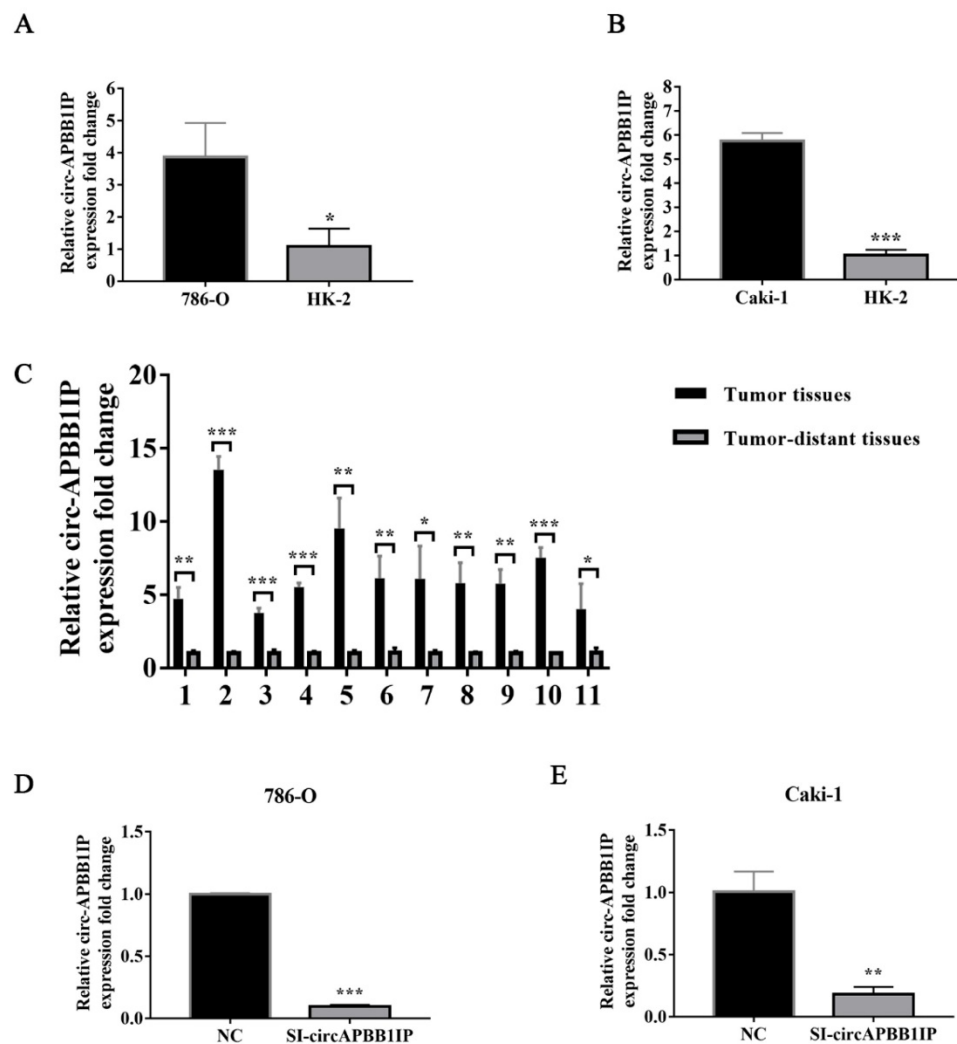 A
Relative circ-APBB1IP
expression fold change
6
5
4
3
2
1
0
*
786-O HK-2
B
Relative circ-APBB1IP
expression fold change
8
7
6
5
4
3
2
1
0
***
Caki-1 HK-2
C
Relative circ-APBB1IP
expression fold change
20
15
10
5
0
** *** *** *** ** ** * ** ** *** *
1 2 3 4 5 6 7 8 9 10 11
Tumor tissues
Tumor-distant tissues
D
786-O
Relative circ-APBB1IP
expression fold change
1.5
1.0
0.5
0.0
***
NC SI-circAPBB1IP
E
Caki-1
Relative circ-APBB1IP
expression fold change
1.5
1.0
0.5
0.0
**
NC SI-circAPBB1IP